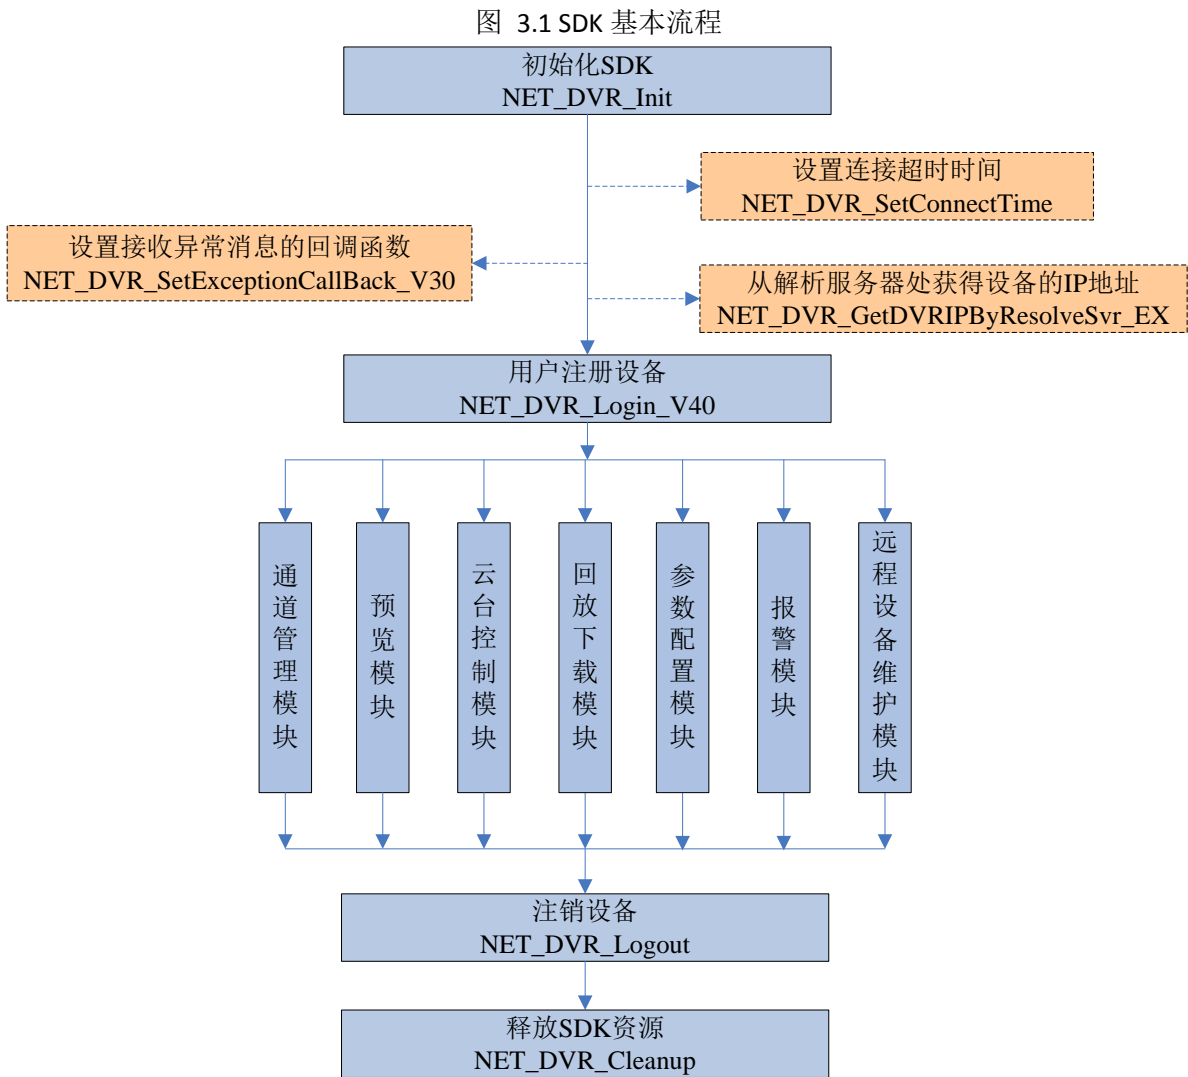 图 3.1 SDK 基本流程
初始化SDK
NET_DVR_Init
设置连接超时时间
NET_DVR_SetConnectTime
设置接收异常消息的回调函数
NET_DVR_SetExceptionCallBack_V30
从解析服务器处获得设备的IP地址
NET_DVR_GetDVRIPByResolveSvr_EX
用户注册设备
NET_DVR_Login_V40
通道管理模块
预览模块
云台控制模块
回放下载模块
参数配置模块
报警模块
远程设备维护模块
注销设备
NET_DVR_Logout
释放SDK资源
NET_DVR_Cleanup